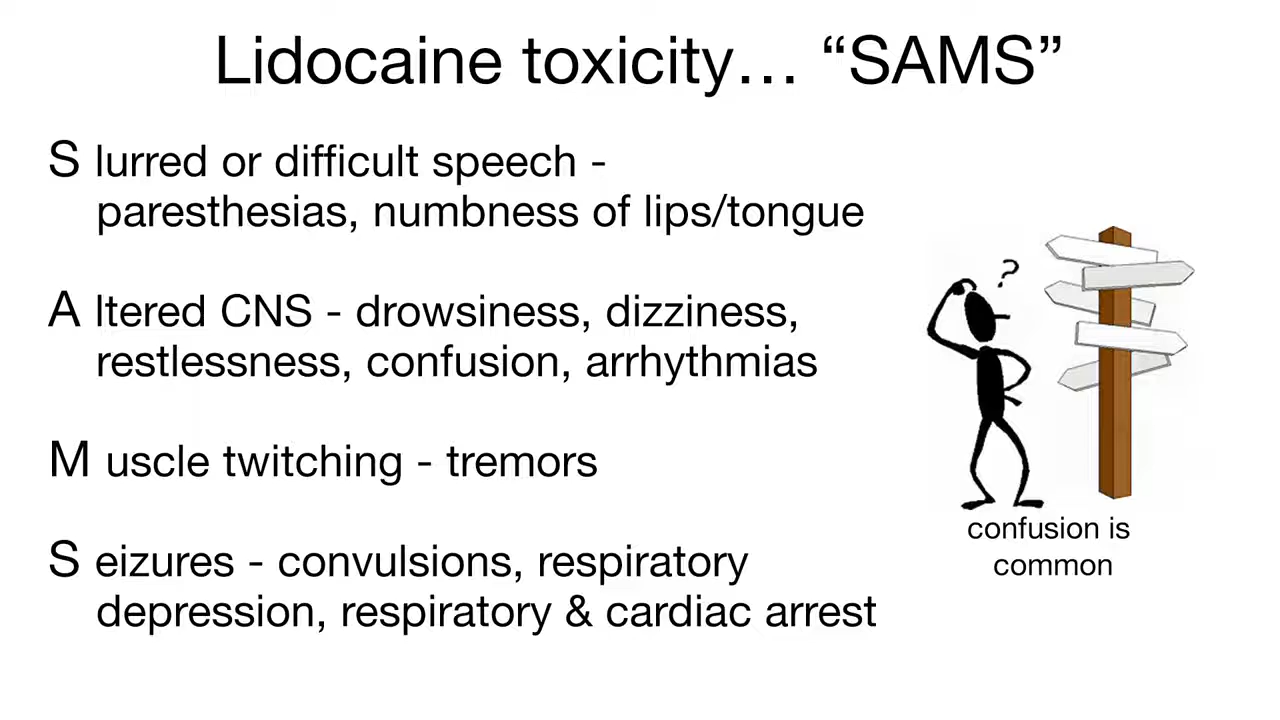 Lidocaine toxicity… “SAMS”
S lurred or difficult speech -
paresthesias, numbness of lips/tongue
A ltered CNS - drowsiness, dizziness,
restlessness, confusion, arrhythmias
M uscle twitching - tremors
S eizures - convulsions, respiratory
depression, respiratory & cardiac arrest
?
confusion is
common